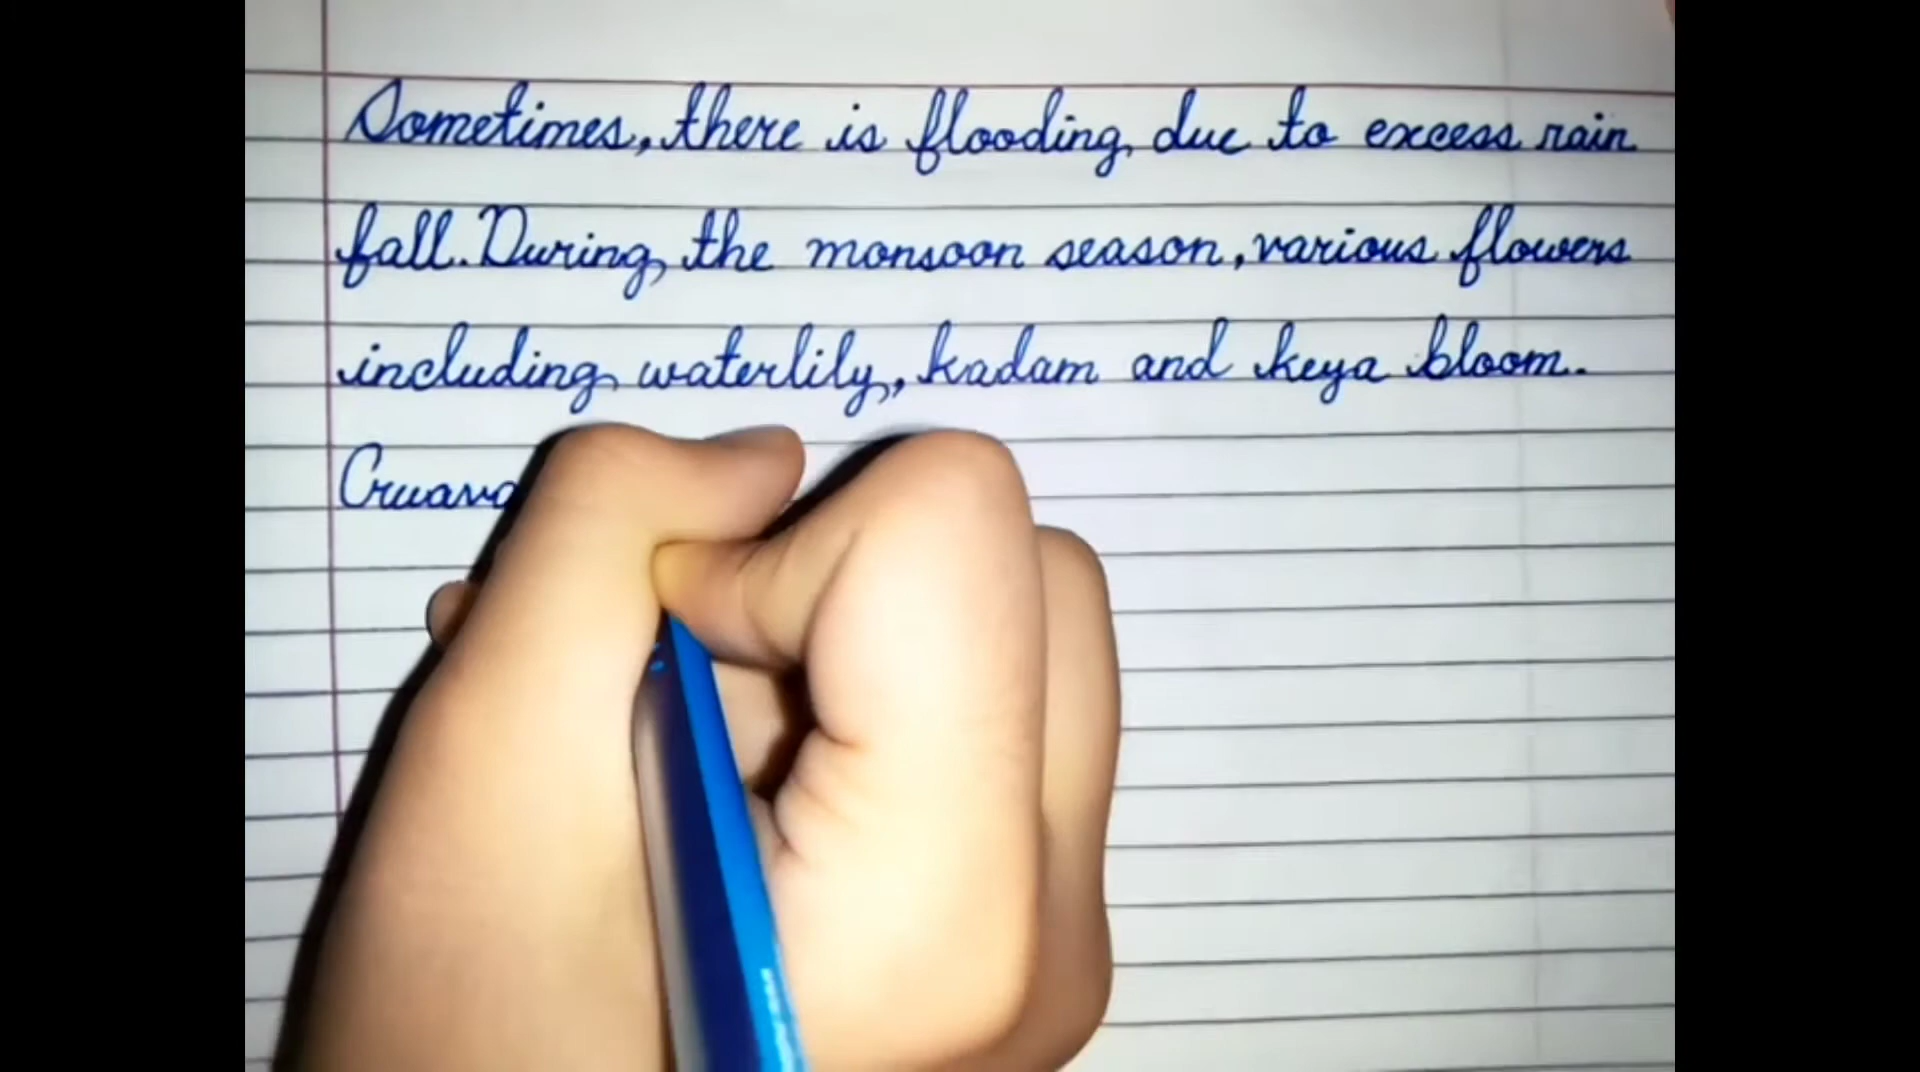 Sometimes, there is flooding due to excess rain
fall. During the monsoon season, various flowers
including waterlily, kadam and keya bloom.